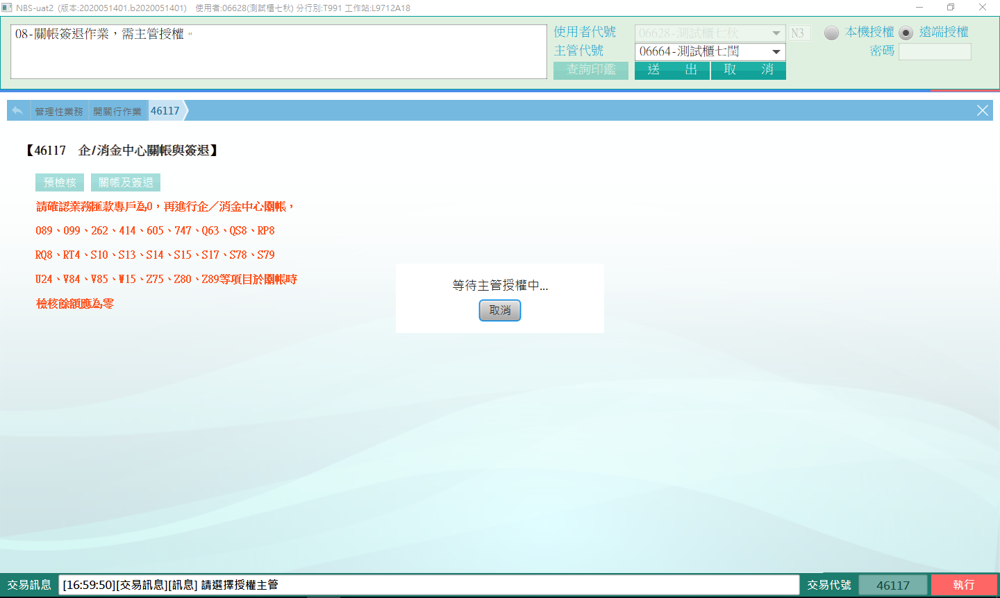 NBS-uat2 (版本:2020051401.b2020051401) 使用者:06628(測試櫃七秋) 分行別:T991 工作站:L9712A18
08-關帳簽退作業，需主管授權。
使用者代號 06628-測試櫃七秋 N3 本機授權 遠端授權
主管代號 06664-測試櫃七閏 密碼
查詢印鑑 送 出 取 消
管理性業務 開關行作業 46117
【46117 企/消金中心關帳與簽退】
預檢核 關帳及簽退
請確認業務匯款專戶為0，再進行企／消金中心關帳，
089、099、262、414、605、747、Q63、QS8、RP8
RQ8、RT4、S10、S13、S14、S15、S17、S78、S79
U24、V84、V85、W15、Z75、Z80、Z89等項目於關帳時
檢核餘額應為零
等待主管授權中...
取消
交易訊息 [16:59:50][交易訊息][訊息] 請選擇授權主管 交易代號 46117 執行